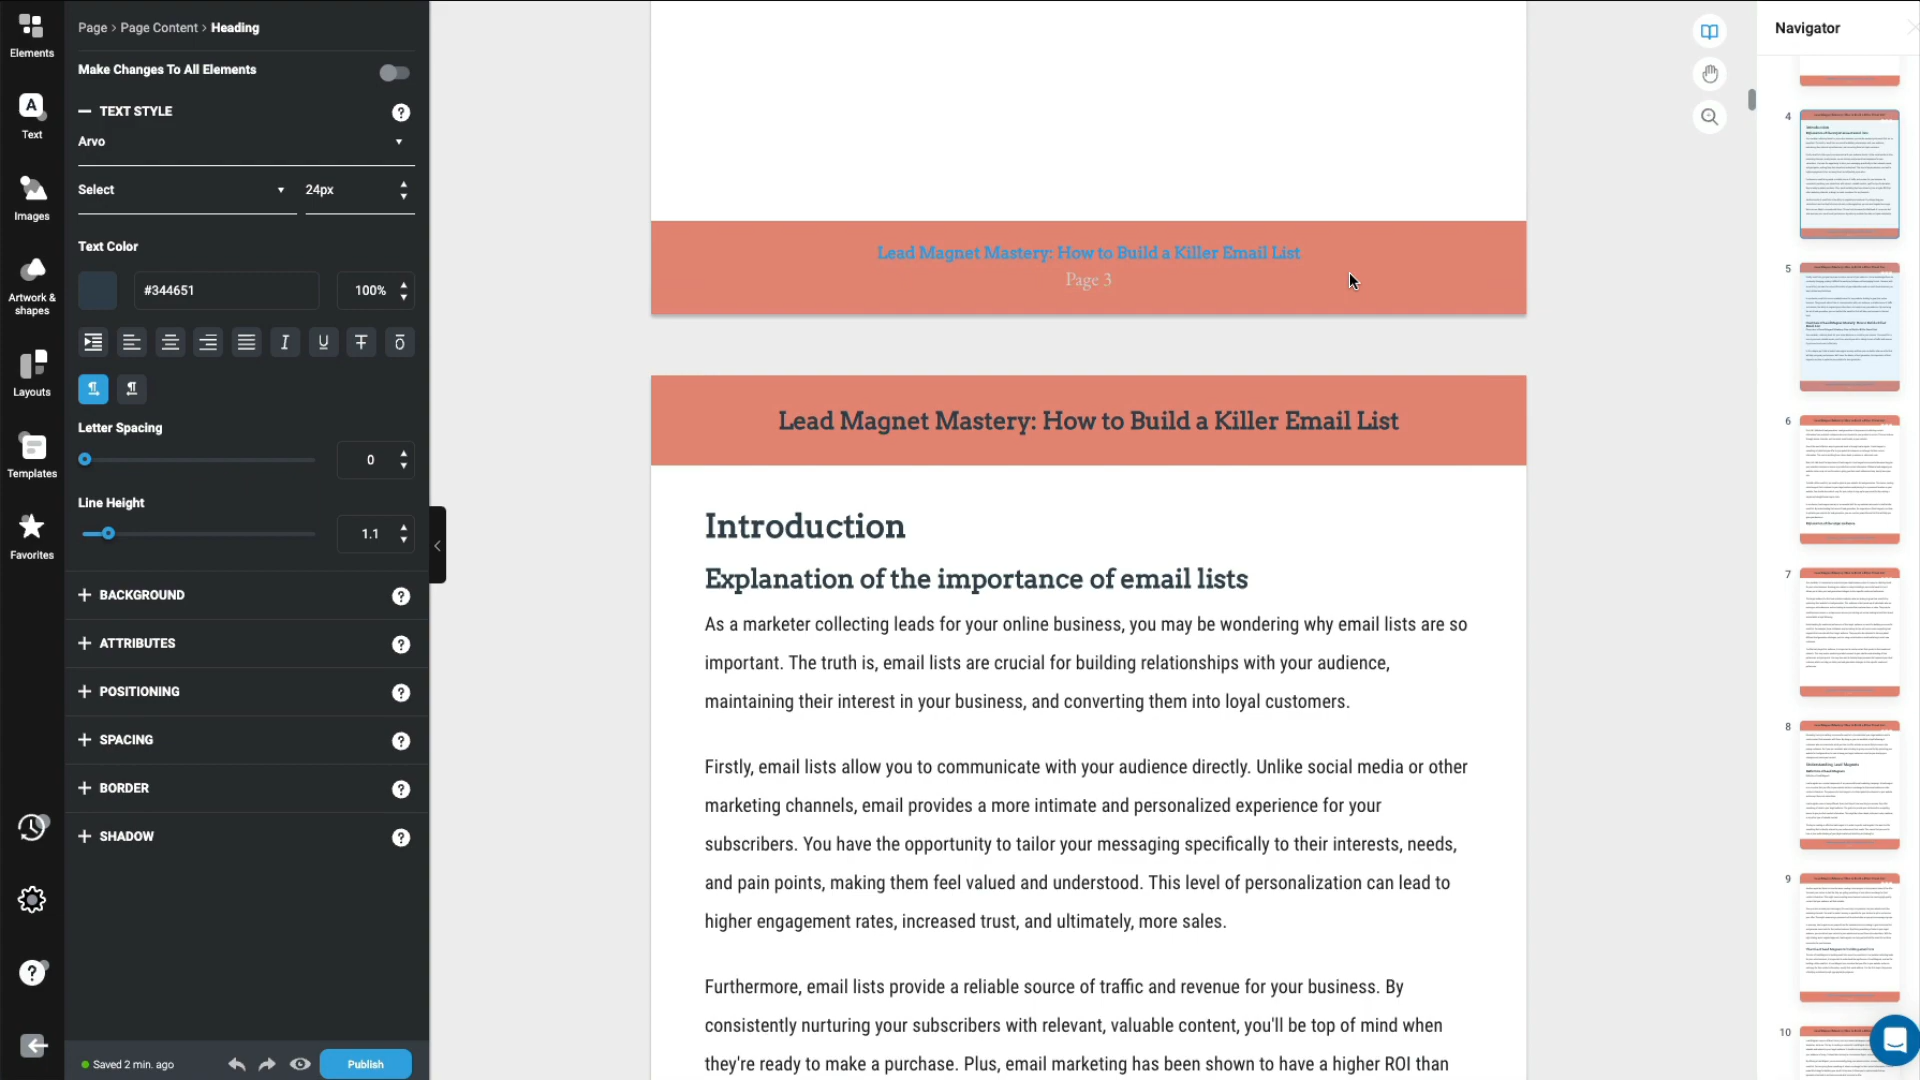 Elements
Text
Images
Artwork &
shapes
Layouts
Templates
Favorites
Page > Page Content > Heading
Make Changes To All Elements
TEXT STYLE
Arvo
Select
24px
Text Color
#344651
100%
Letter Spacing
0
Line Height
1.1
BACKGROUND
ATTRIBUTES
POSITIONING
SPACING
BORDER
SHADOW
Saved 2 min. ago
Publish
Lead Magnet Mastery: How to Build a Killer Email List
Page 3
Lead Magnet Mastery: How to Build a Killer Email List
Introduction
Explanation of the importance of email lists
As a marketer collecting leads for your online business, you may be wondering why email lists are so
important. The truth is, email lists are crucial for building relationships with your audience,
maintaining their interest in your business, and converting them into loyal customers.
Firstly, email lists allow you to communicate with your audience directly. Unlike social media or other
marketing channels, email provides a more intimate and personalized experience for your
subscribers. You have the opportunity to tailor your messaging specifically to their interests, needs,
and pain points, making them feel valued and understood. This level of personalization can lead to
higher engagement rates, increased trust, and ultimately, more sales.
Furthermore, email lists provide a reliable source of traffic and revenue for your business. By
consistently nurturing your subscribers with relevant, valuable content, you'll be top of mind when
they're ready to make a purchase. Plus, email marketing has been shown to have a higher ROI than
Navigator
4
5
6
7
8
9
10